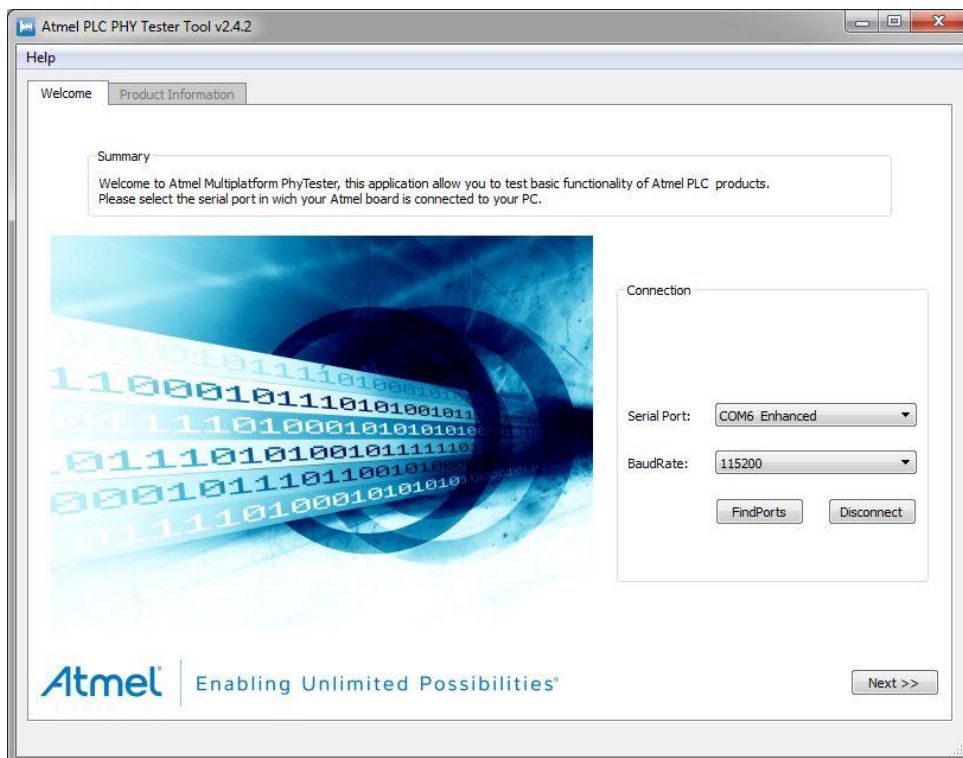 Atmel PLC PHY Tester Tool v2.4.2
Help
Welcome
Product Information
Summary
Welcome to Atmel Multiplatform PhyTester, this application allow you to test basic functionality of Atmel PLC products.
Please select the serial port in wich your Atmel board is connected to your PC.
Connection
Serial Port:
COM6 Enhanced
BaudRate:
115200
FindPorts
Disconnect
Atmel
Enabling Unlimited Possibilities®
Next >>